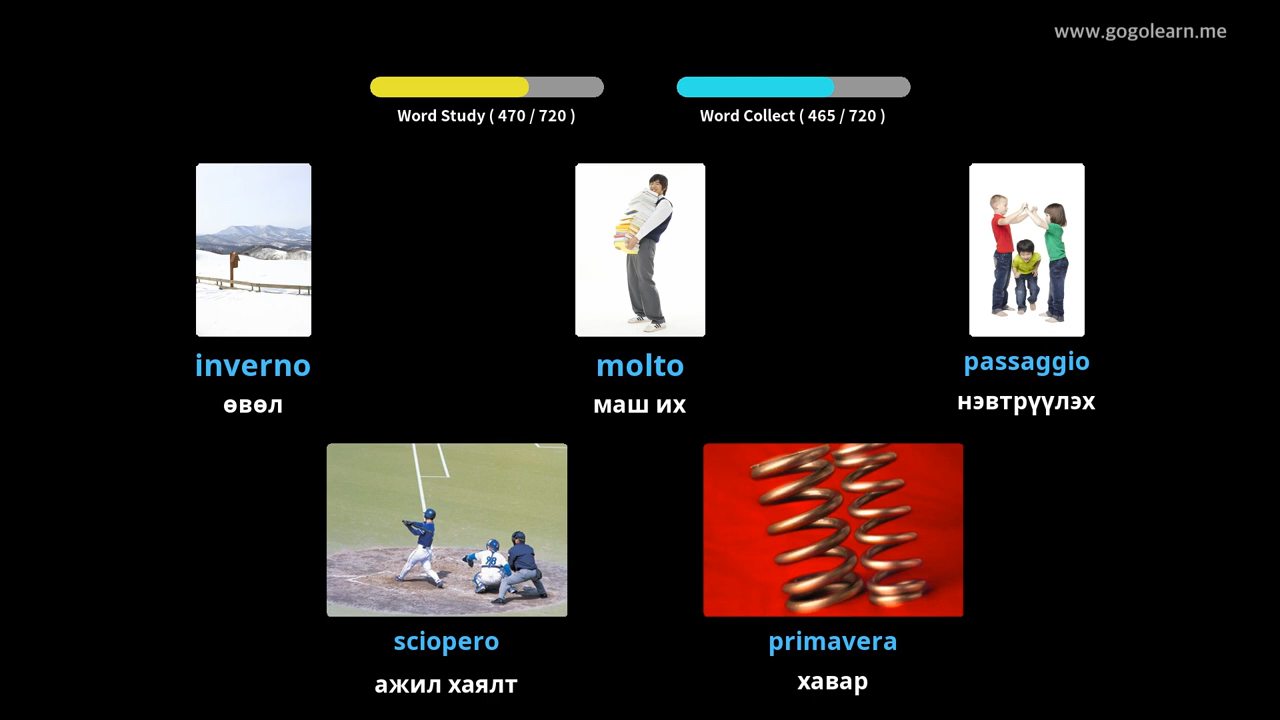 www.gogolearn.me
Word Study ( 470 / 720 )
Word Collect ( 465 / 720 )
inverno
өвөл
molto
маш их
passaggio
нэвтрүүлэх
sciopero
ажил хаялт
primavera
хавар